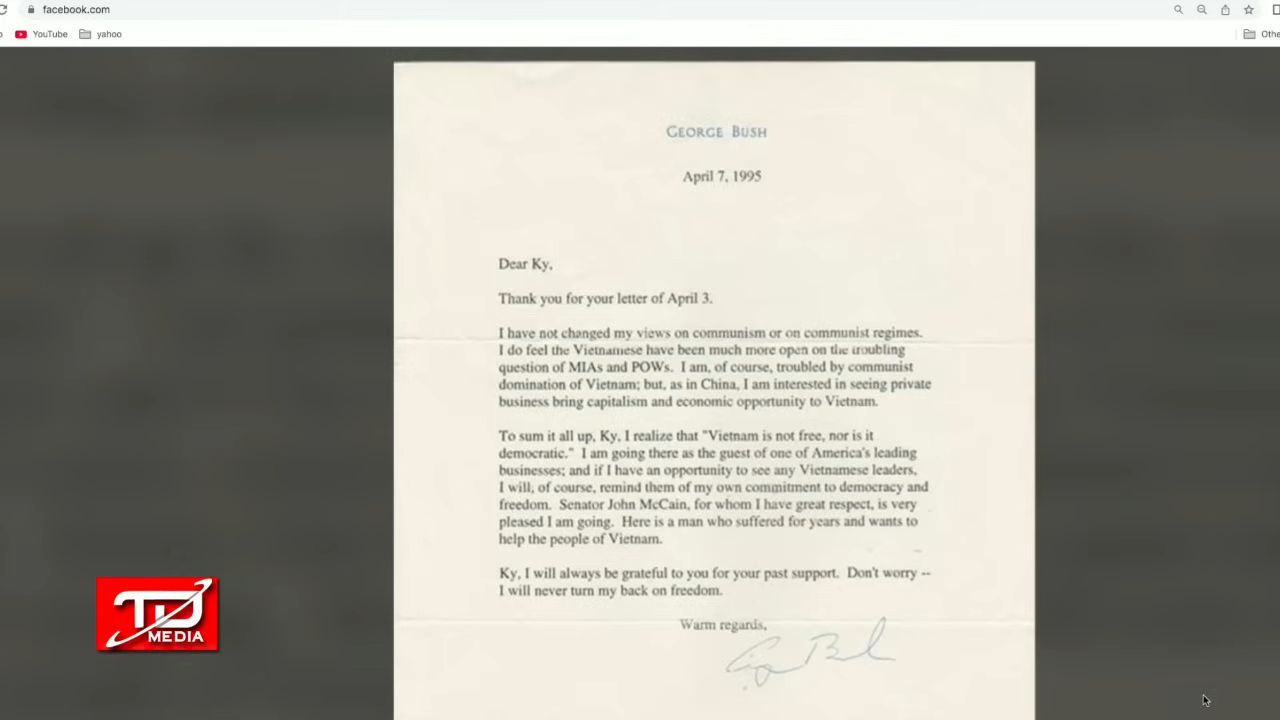 facebook.com
YouTube
yahoo
Othe
GEORGE BUSH
April 7, 1995
Dear Ky,
Thank you for your letter of April 3.
I have not changed my views on communism or on communist regimes.
I do feel the Vietnamese have been much more open on the troubling
question of MIAs and POWs. I am, of course, troubled by communist
domination of Vietnam; but, as in China, I am interested in seeing private
business bring capitalism and economic opportunity to Vietnam.
To sum it all up, Ky, I realize that "Vietnam is not free, nor is it
democratic." I am going there as the guest of one of America's leading
businesses; and if I have an opportunity to see any Vietnamese leaders,
I will, of course, remind them of my own commitment to democracy and
freedom. Senator John McCain, for whom I have great respect, is very
pleased I am going. Here is a man who suffered for years and wants to
help the people of Vietnam.
Ky, I will always be grateful to you for your past support. Don't worry --
I will never turn my back on freedom.
Warm regards,
G Bush
TD
MEDIA